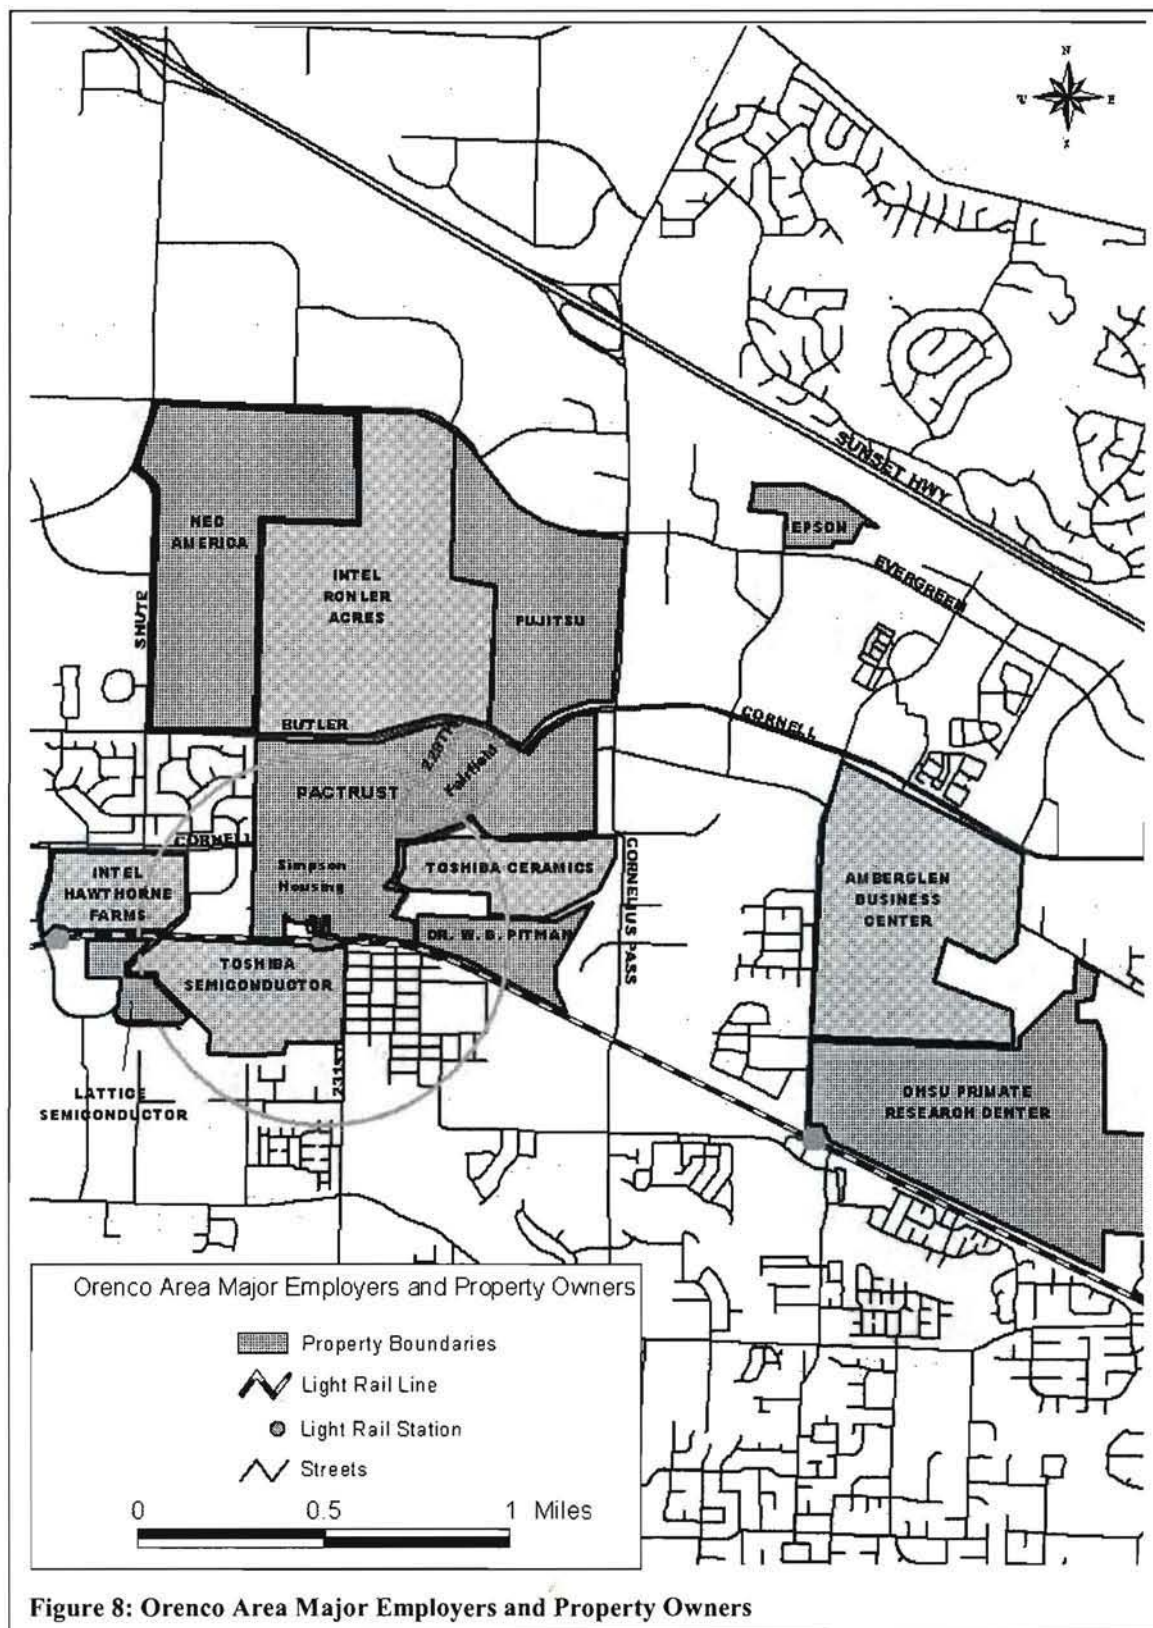 N
E
SUNSET HWY
EPSON
EVERGREEN
NEC
AMERICA
INTEL
RONLER
ACRES
FUJITSU
SHUTE
BUTLER
229TH
Fairfield
CORNELL
PACTRUST
CORNELL
INTEL
HAWTHORNE
FARMS
Simpson
Housing
TOSHIBA CERAMICS
CORNELIUS PASS
AMBERGLEN
BUSINESS
CENTER
DR. W. B. PITMAN
TOSHIBA
SEMICONDUCTOR
231ST
LATTICE
SEMICONDUCTOR
OHSU PRIMATE
RESEARCH CENTER
Orenco Area Major Employers and Property Owners
Property Boundaries
Light Rail Line
Light Rail Station
Streets
0 0.5 1 Miles
Figure 8: Orenco Area Major Employers and Property Owners